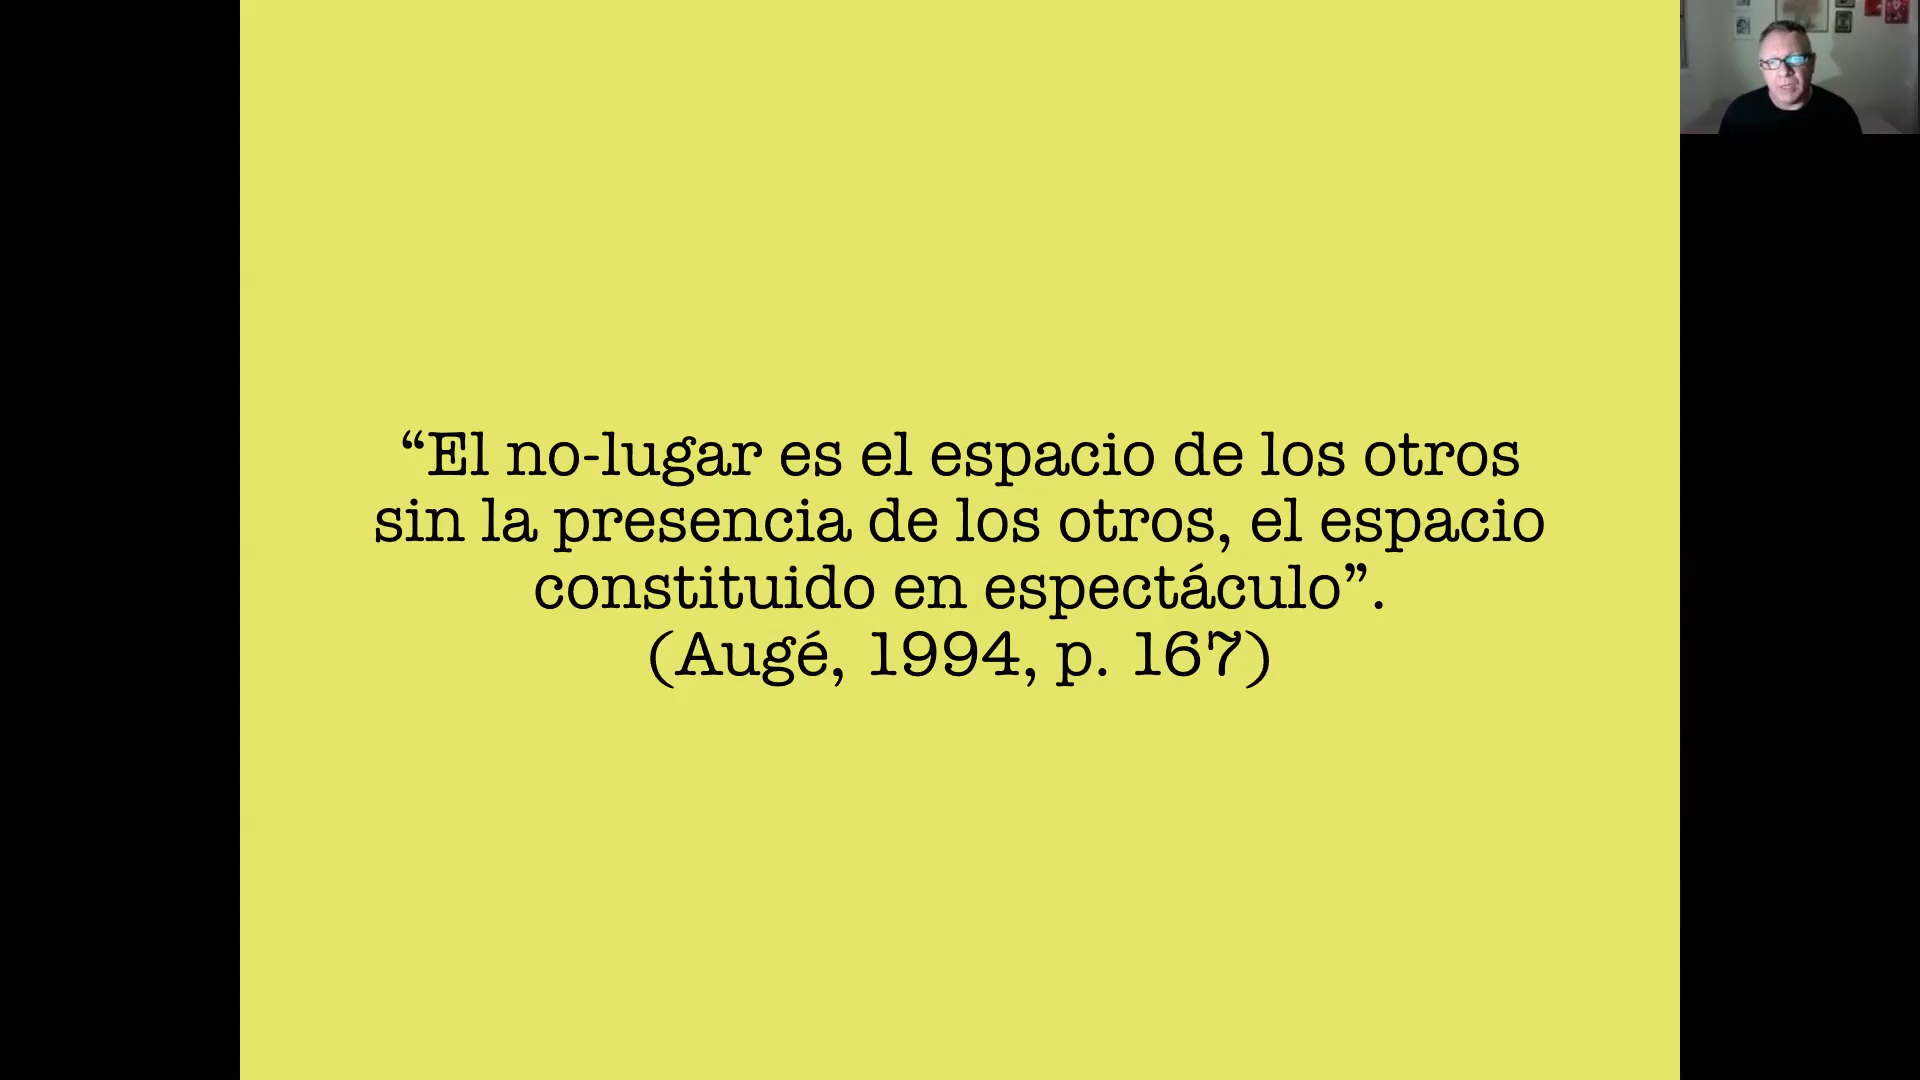 “El no-lugar es el espacio de los otros
sin la presencia de los otros, el espacio
constituido en espectáculo”.
(Augé, 1994, p. 167)